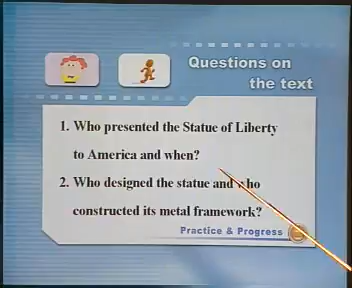 Questions on
the text
1. Who presented the Statue of Liberty
to America and when?
2. Who designed the statue and who
constructed its metal framework?
Practice & Progress